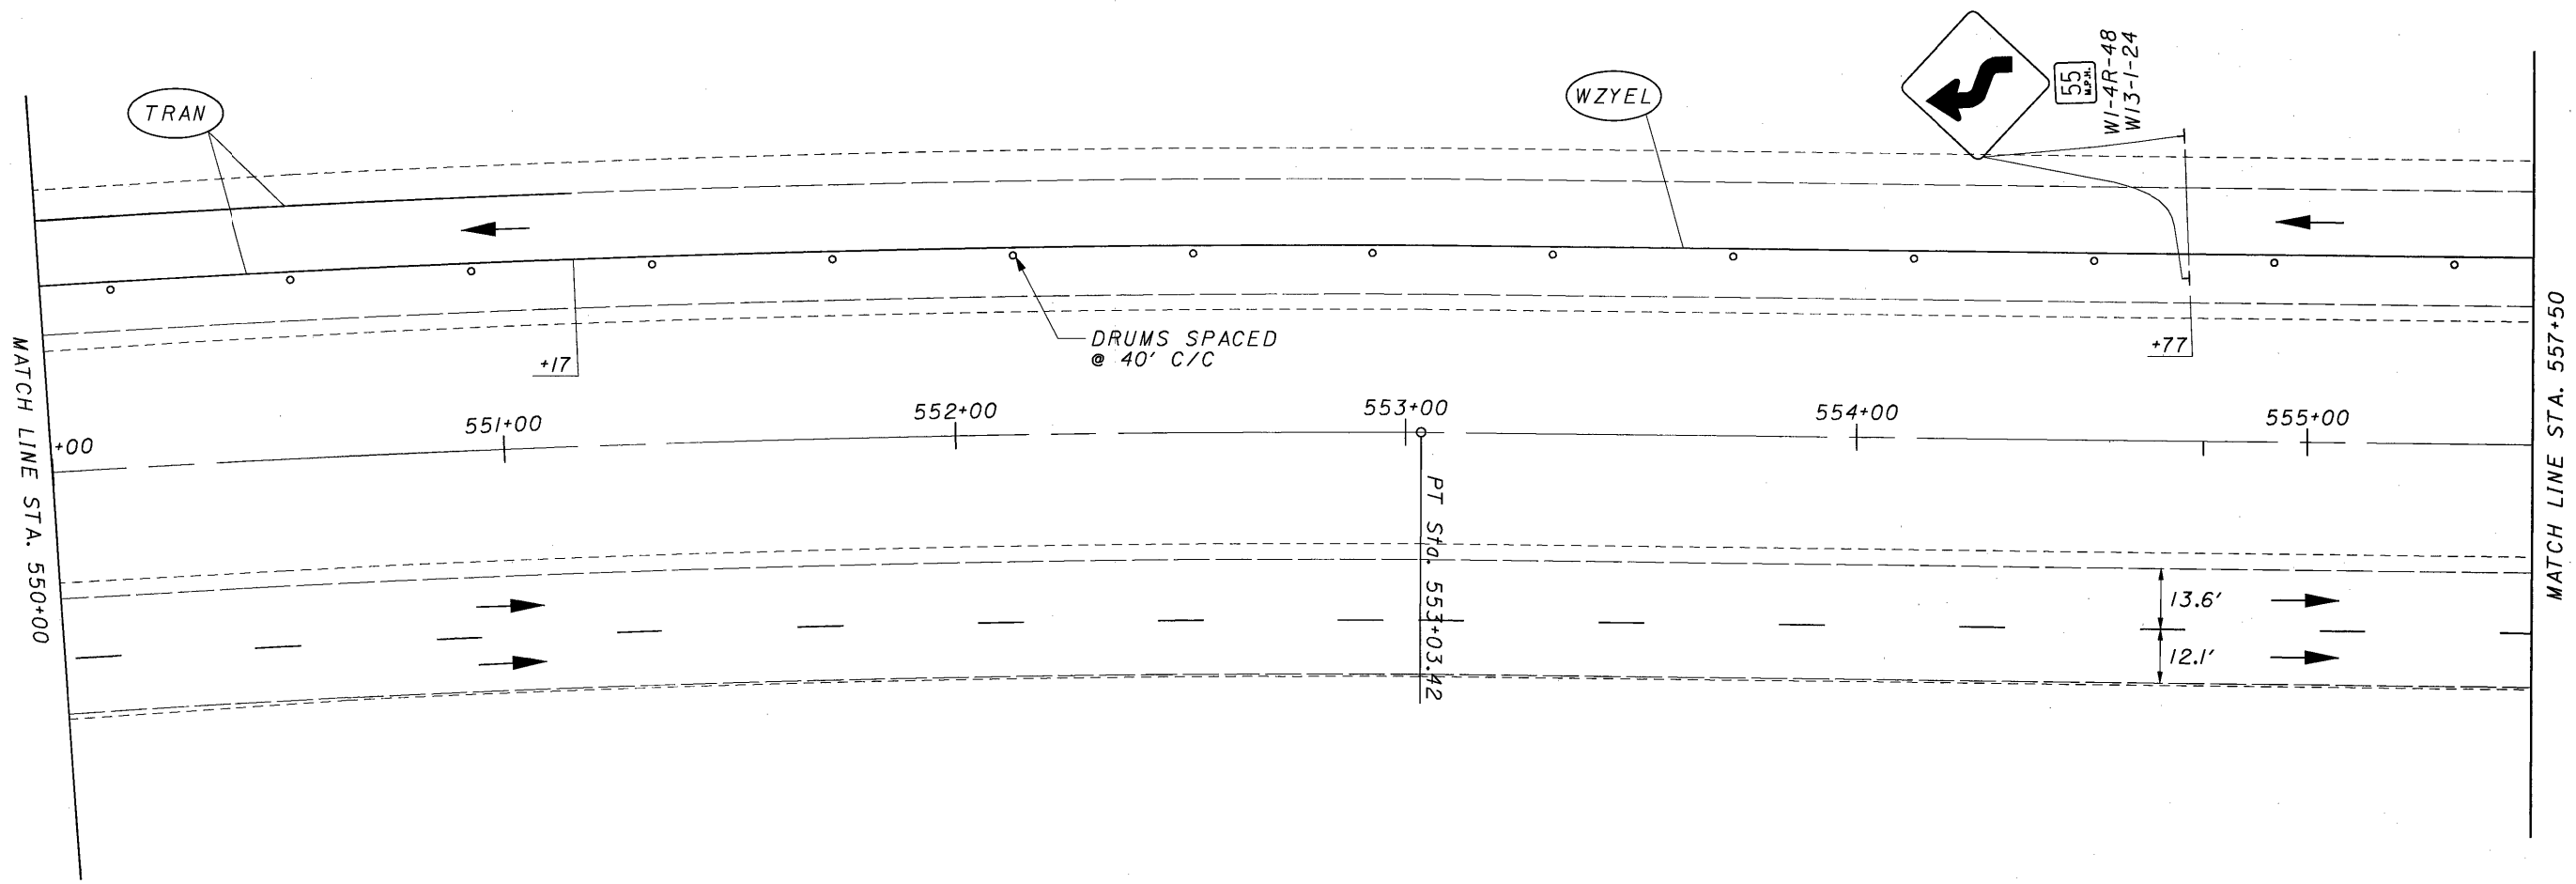 TRAN
WZYEL
55
M.P.H.
W1-4R-48
W13-1-24
DRUMS SPACED
@ 40' C/C
+17
+77
MATCH LINE STA. 550+00
+00
551+00
552+00
553+00
554+00
555+00
PT Sta. 553+03.42
13.6'
12.1'
MATCH LINE STA. 557+50